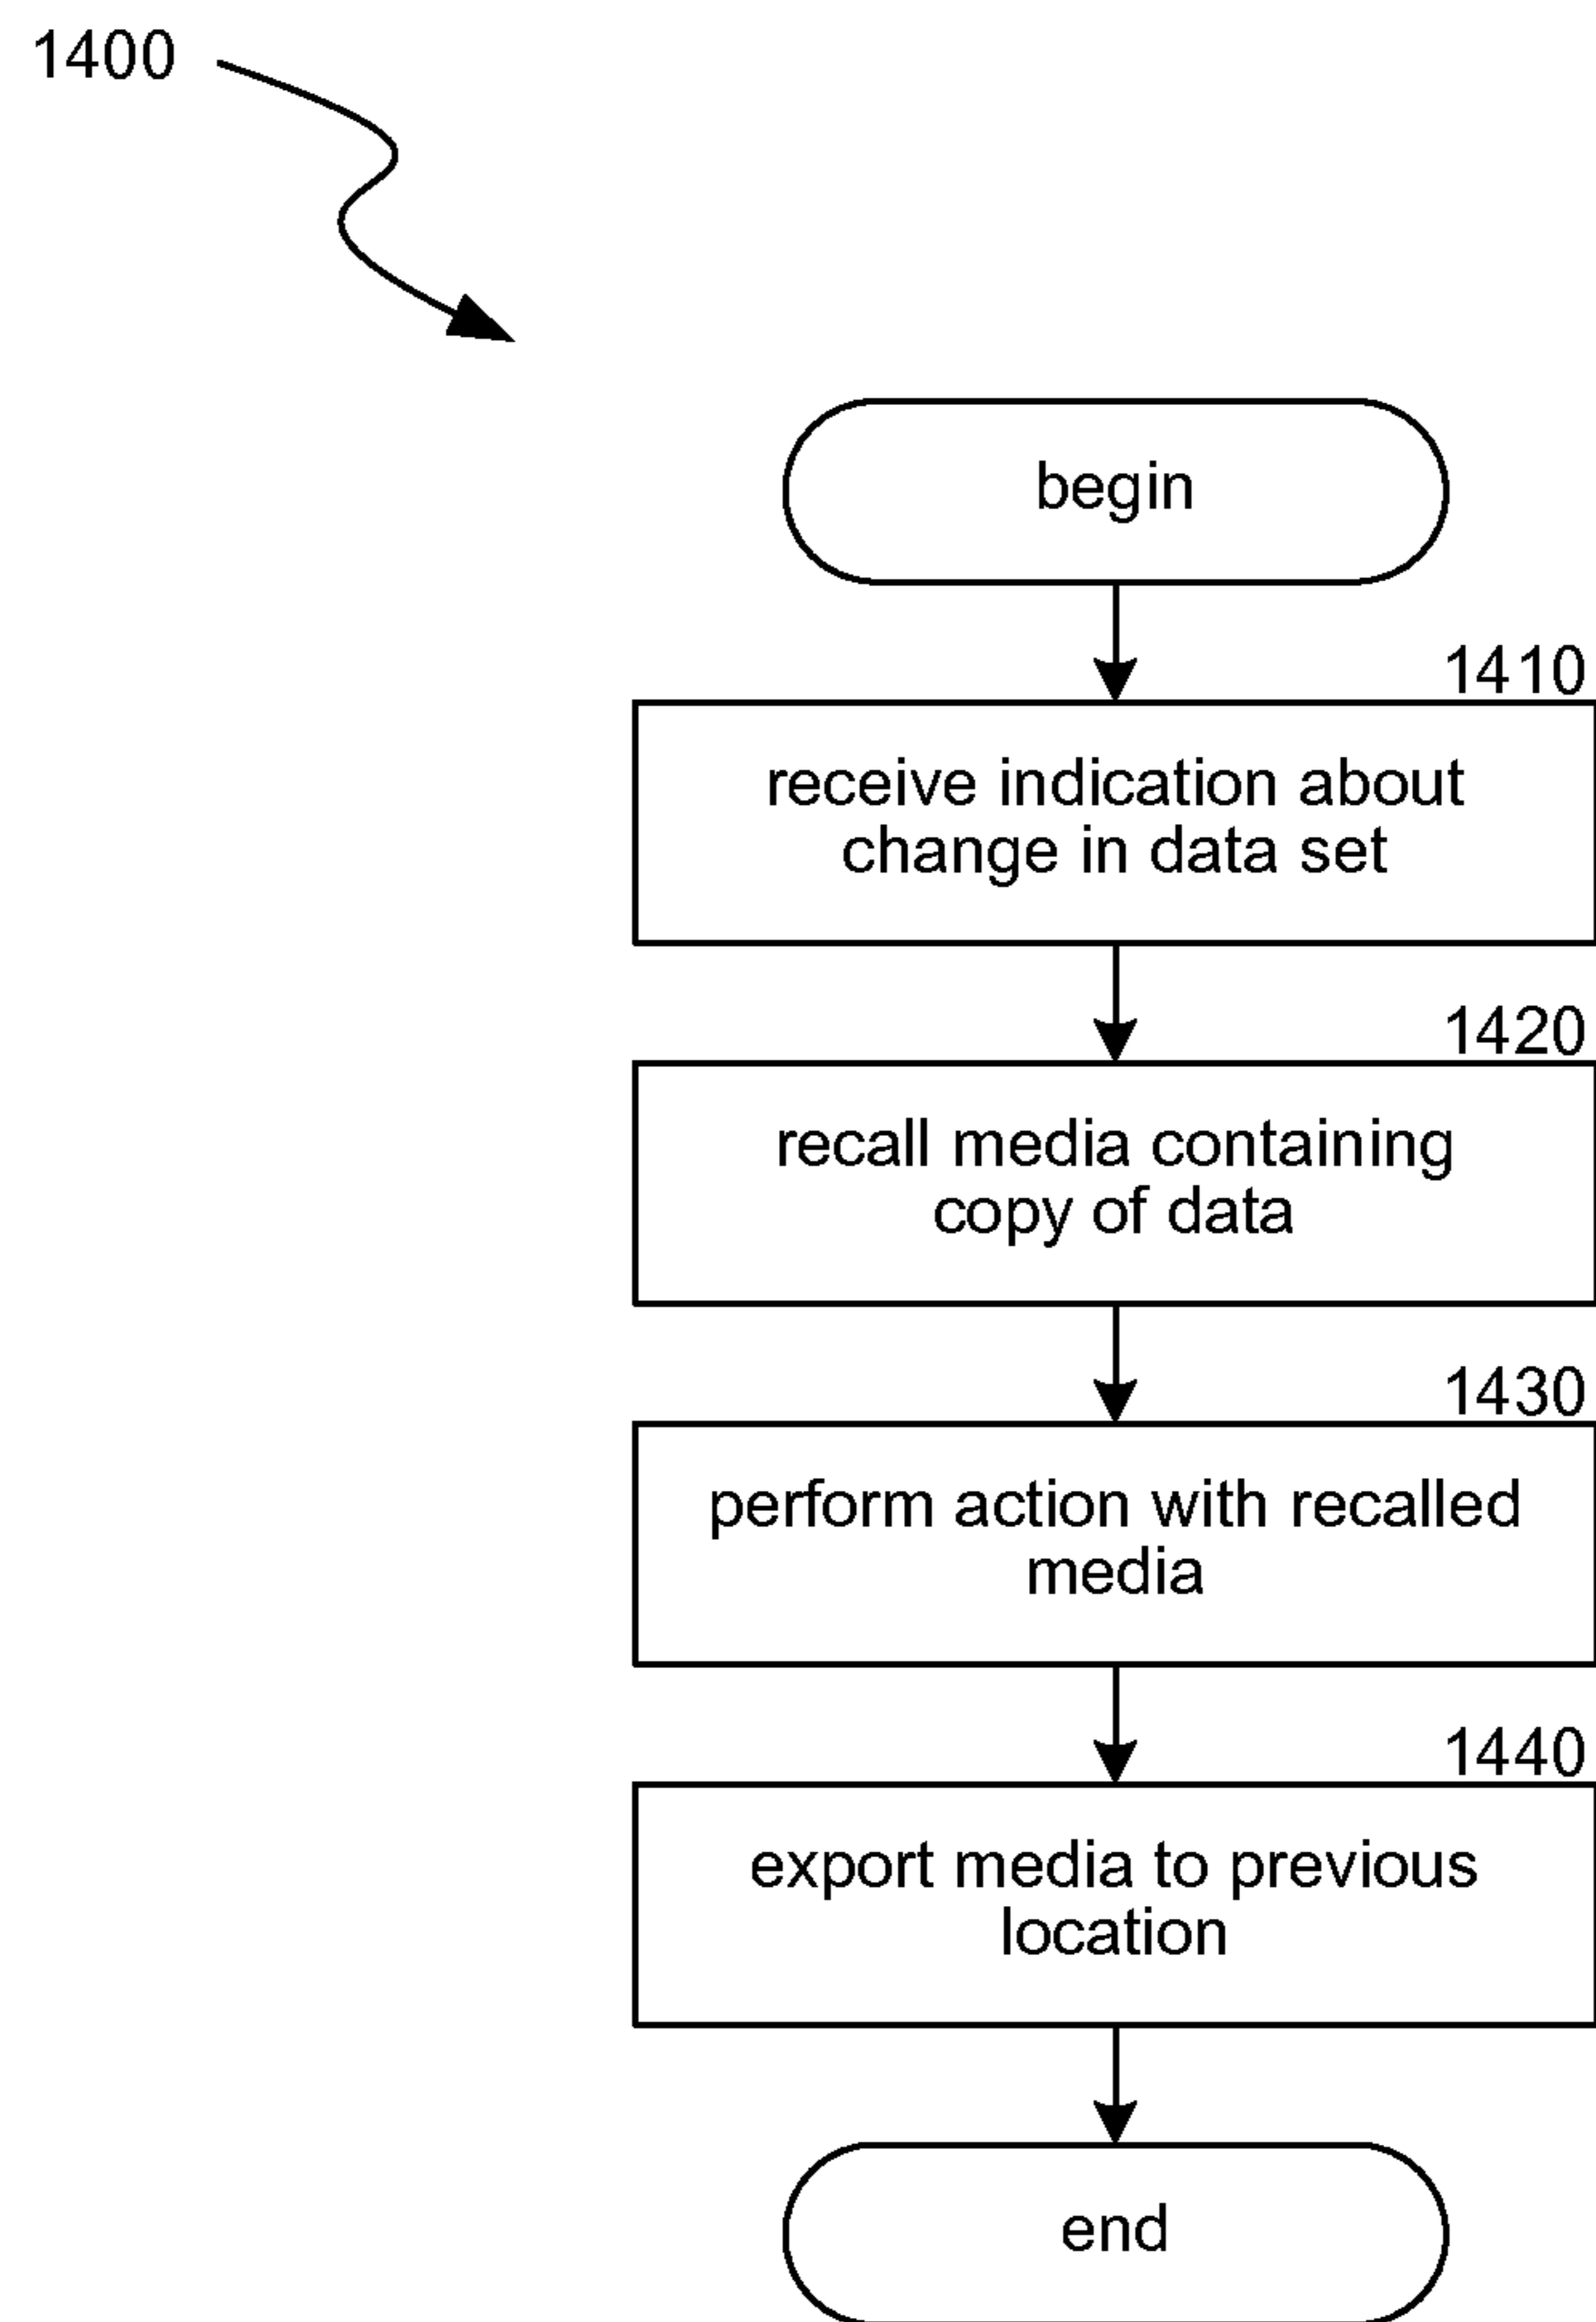 1400
begin
1410
receive indication about
change in data set
1420
recall media containing
copy of data
1430
perform action with recalled
media
1440
export media to previous
location
end